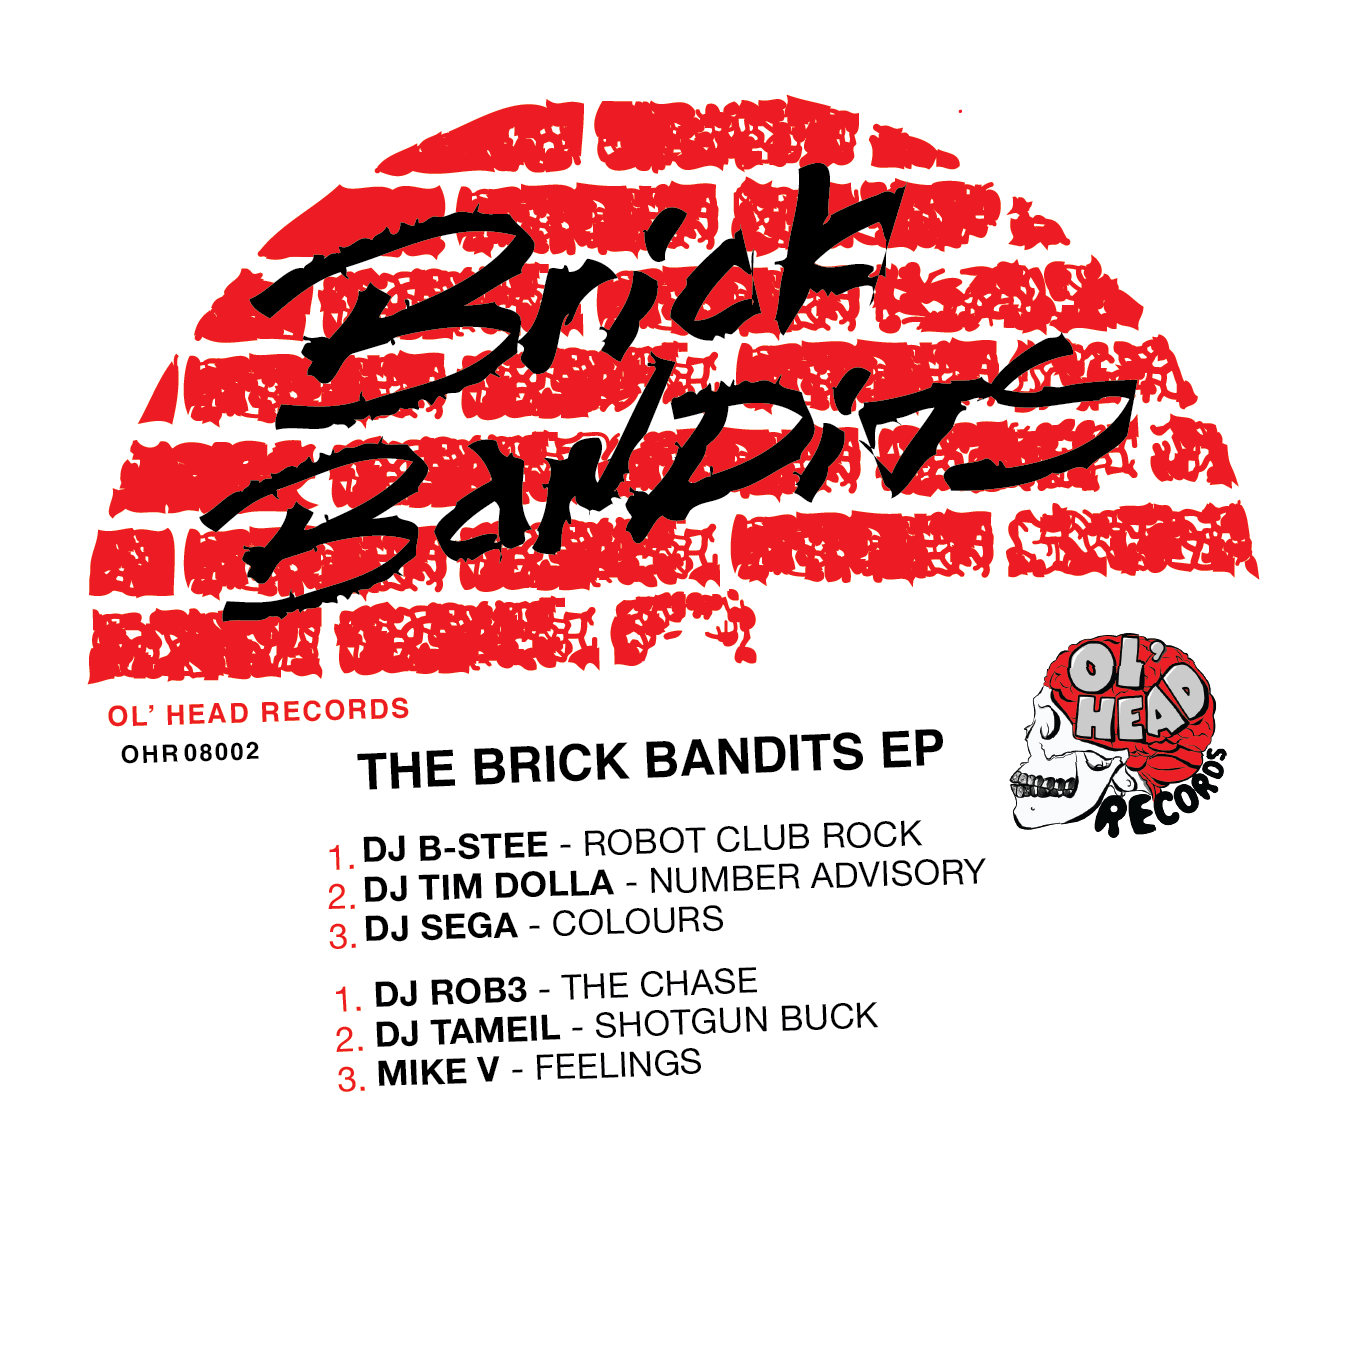 Brick
Bandits
OL' HEAD
RECORDS
OL' HEAD RECORDS
OHR08002
THE BRICK BANDITS EP
1. DJ B-STEE - ROBOT CLUB ROCK
2. DJ TIM DOLLA - NUMBER ADVISORY
3. DJ SEGA - COLOURS
1. DJ ROB3 - THE CHASE
2. DJ TAMEIL - SHOTGUN BUCK
3. MIKE V - FEELINGS